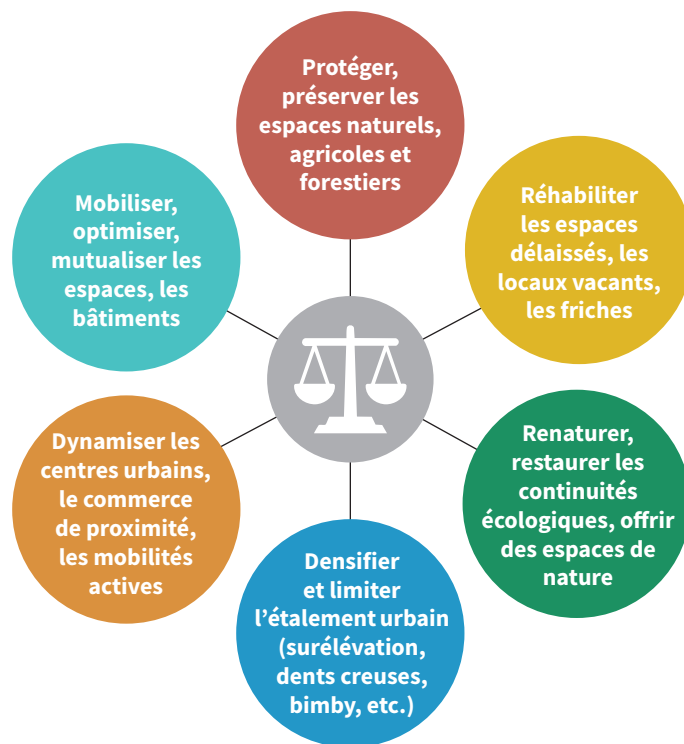 Protéger,
préserver les
espaces naturels,
agricoles et
forestiers
Réhabiliter
les espaces
délaissés, les
locaux vacants,
les friches
Renaturer,
restaurer les
continuités
écologiques, offrir
des espaces de
nature
Densifier
et limiter
l’étalement urbain
(surélévation,
dents creuses,
bimby, etc.)
Dynamiser les
centres urbains,
le commerce
de proximité,
les mobilités
actives
Mobiliser,
optimiser,
mutualiser les
espaces, les
bâtiments